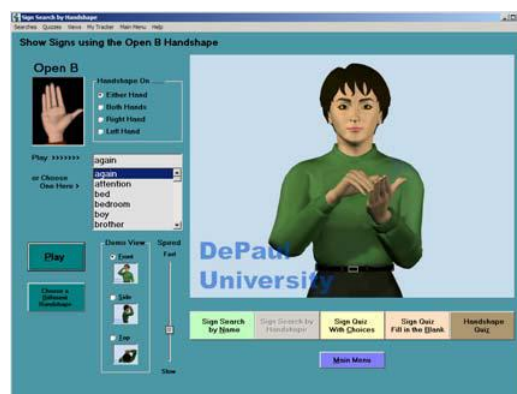 Sign Search by Handshape
Searches Quizzes Views My Tracker Main Menu Help
Show Signs using the Open B Handshape
Open B
Handshape On
Either Hand
Both Hands
Right Hand
Left Hand
Play >>>>>>>
again
or Choose
One Here >
again
attention
bed
bedroom
boy
brother
Play
Choose a
Different
Handshape
Demo View
Front
Side
Top
Speed
Fast
Slow
DePaul
University
Sign Search
by Name
Sign Search by
Handshape
Sign Quiz
With Choices
Sign Quiz
Fill in the Blank
Handshape
Quiz
Main Menu